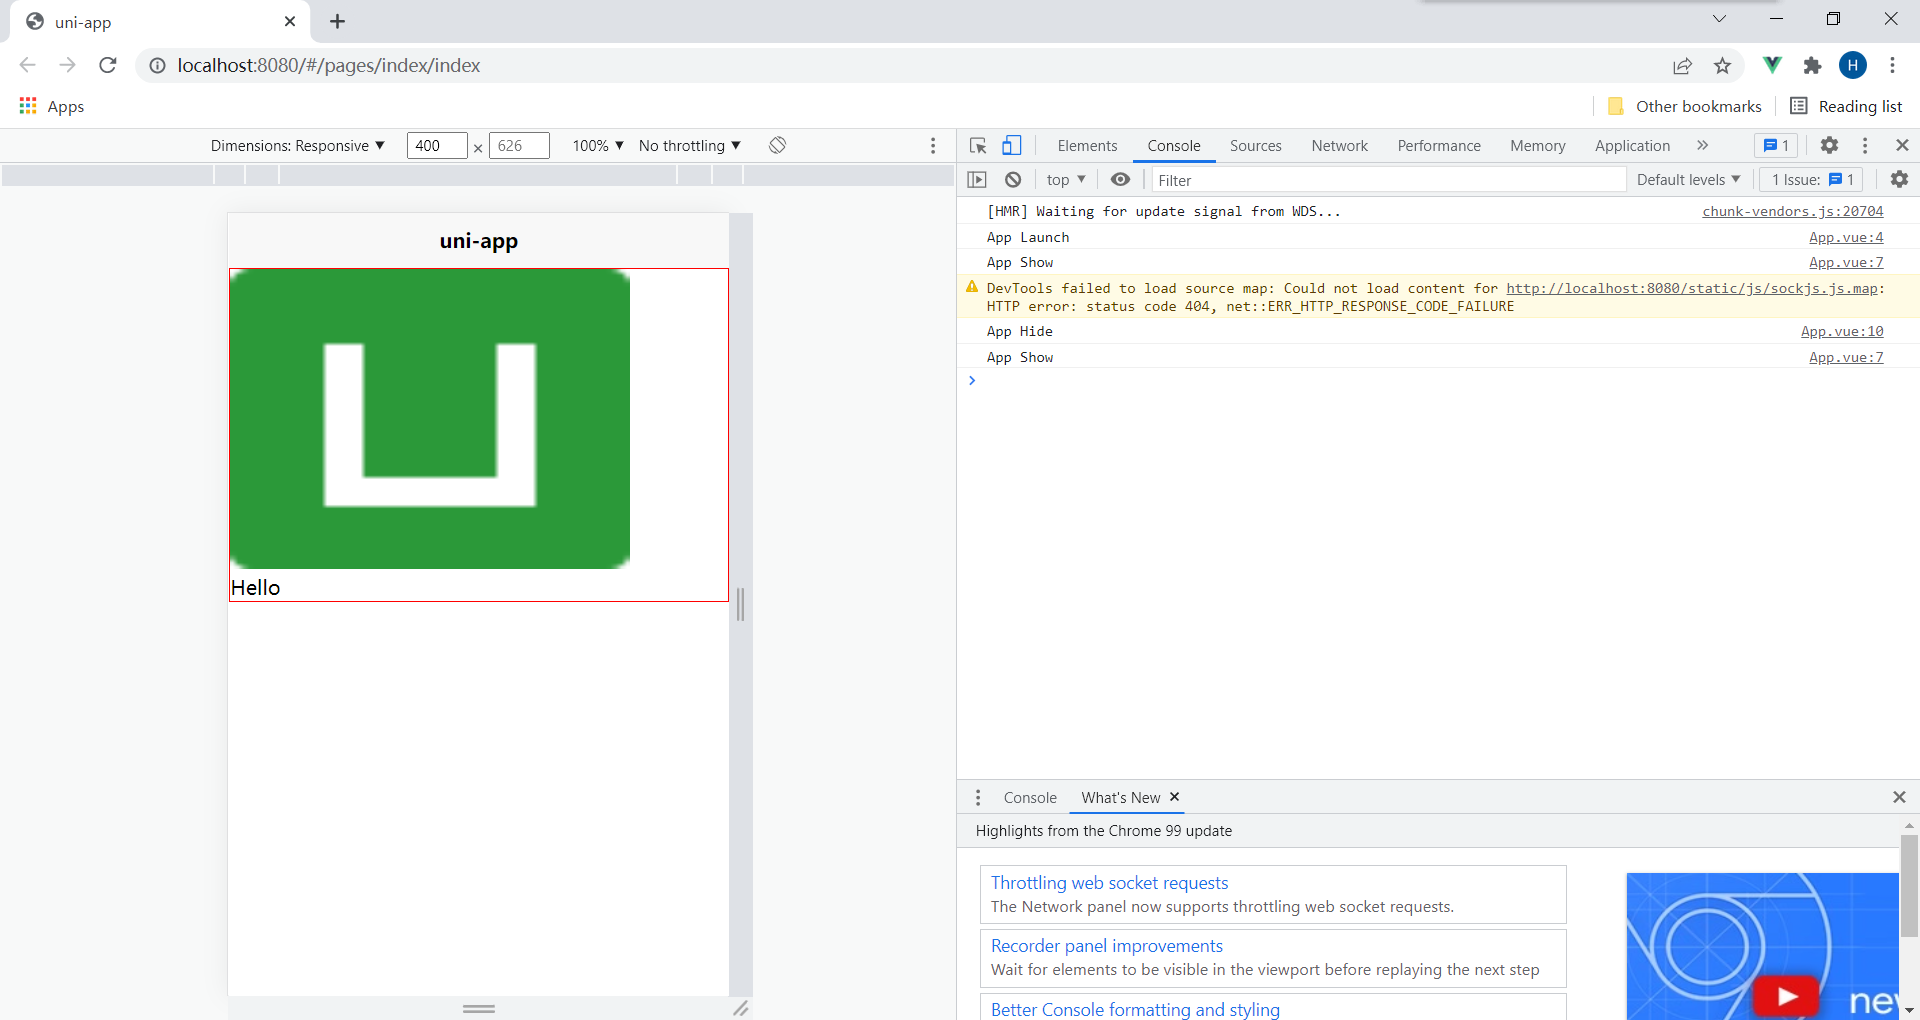 uni-app
localhost:8080/#/pages/index/index
H
Apps
Other bookmarks
Reading list
Dimensions: Responsive ▼ 400 × 626 100% ▼ No throttling ▼
Elements Console Sources Network Performance Memory Application » 1
top ▼ Filter Default levels ▼ 1 Issue: 1
uni-app
Hello
[HMR] Waiting for update signal from WDS... chunk-vendors.js:20704
App Launch App.vue:4
App Show App.vue:7
DevTools failed to load source map: Could not load content for http://localhost:8080/static/js/sockjs.js.map:
HTTP error: status code 404, net::ERR_HTTP_RESPONSE_CODE_FAILURE
App Hide App.vue:10
App Show App.vue:7
Console What's New
Highlights from the Chrome 99 update
Throttling web socket requests
The Network panel now supports throttling web socket requests.
Recorder panel improvements
Wait for elements to be visible in the viewport before replaying the next step
Better Console formatting and styling